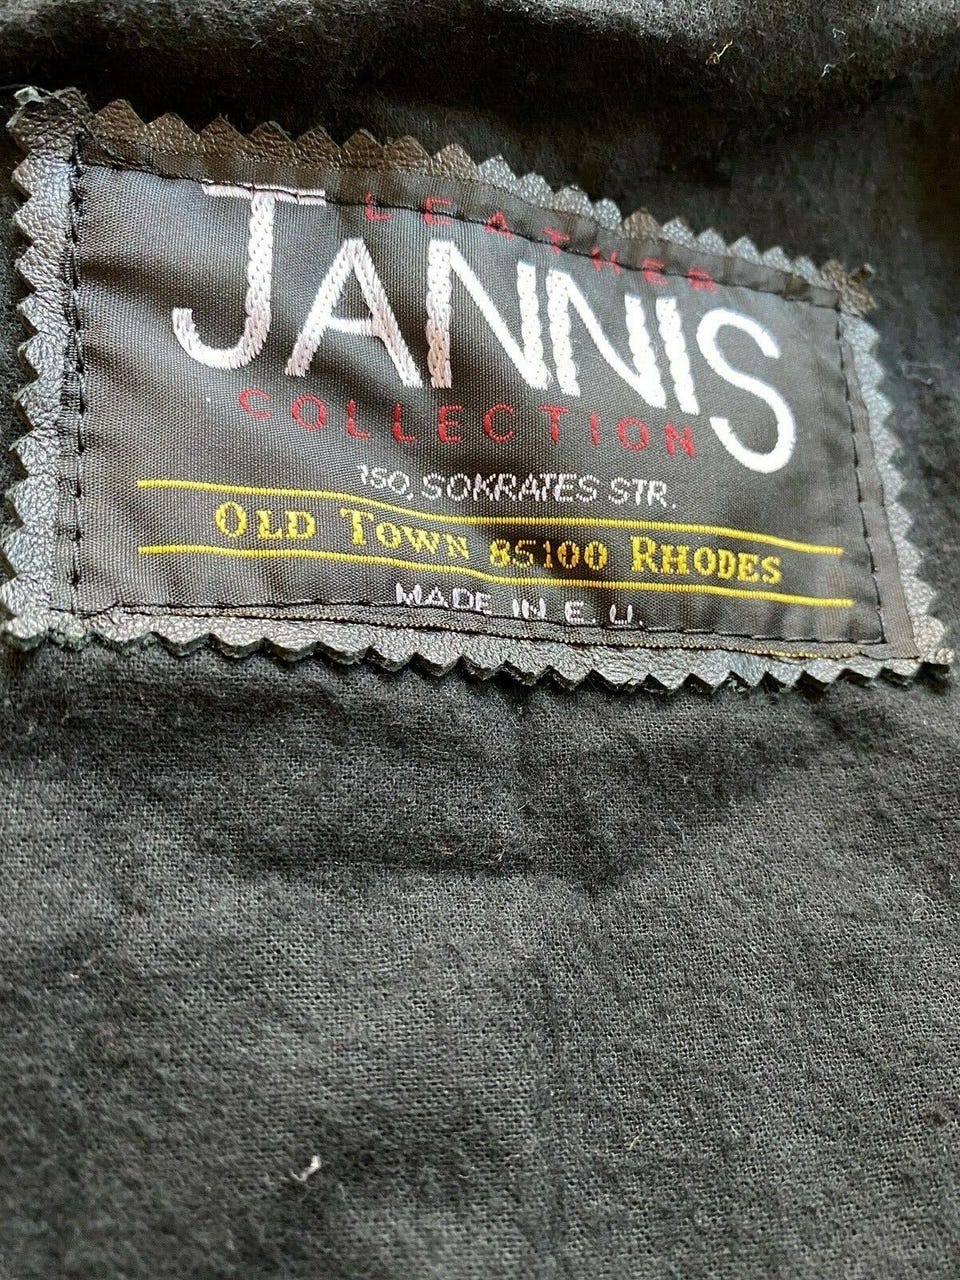 LEATHER
JANNIS
COLLECTION
150, SOKRATES STR.
OLD TOWN 85100 RHODES
MADE IN E.U.